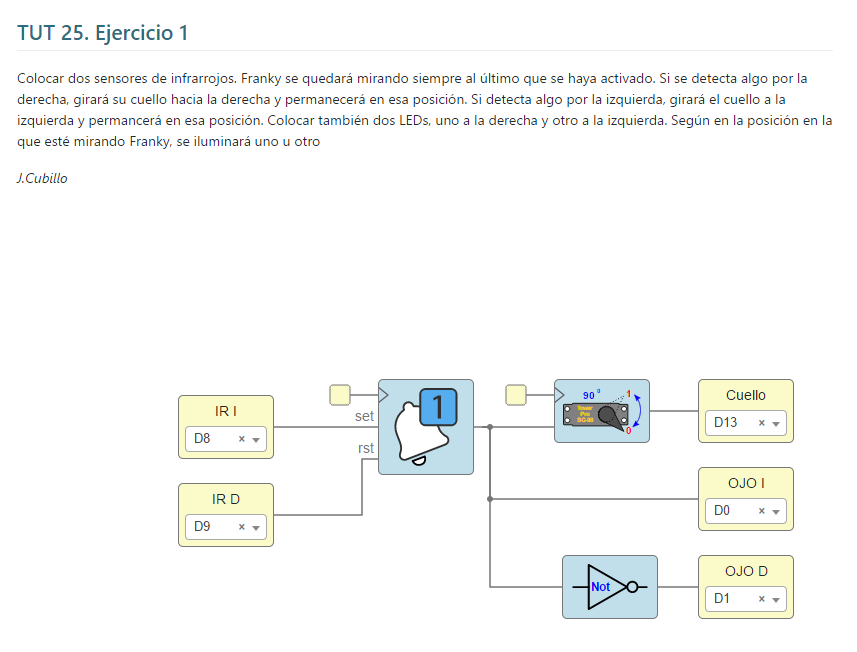 TUT 25. Ejercicio 1
Colocar dos sensores de infrarrojos. Franky se quedará mirando siempre al último que se haya activado. Si se detecta algo por la
derecha, girará su cuello hacia la derecha y permanecerá en esa posición. Si detecta algo por la izquierda, girará el cuello a la
izquierda y permancerá en esa posición. Colocar también dos LEDs, uno a la derecha y otro a la izquierda. Según en la posición en la
que esté mirando Franky, se iluminará uno u otro
J.Cubillo
IR I
D8
IR D
D9
set
rst
1
90º
1
0
Tower
Pro
SG-90
Cuello
D13
OJO I
D0
Not
OJO D
D1